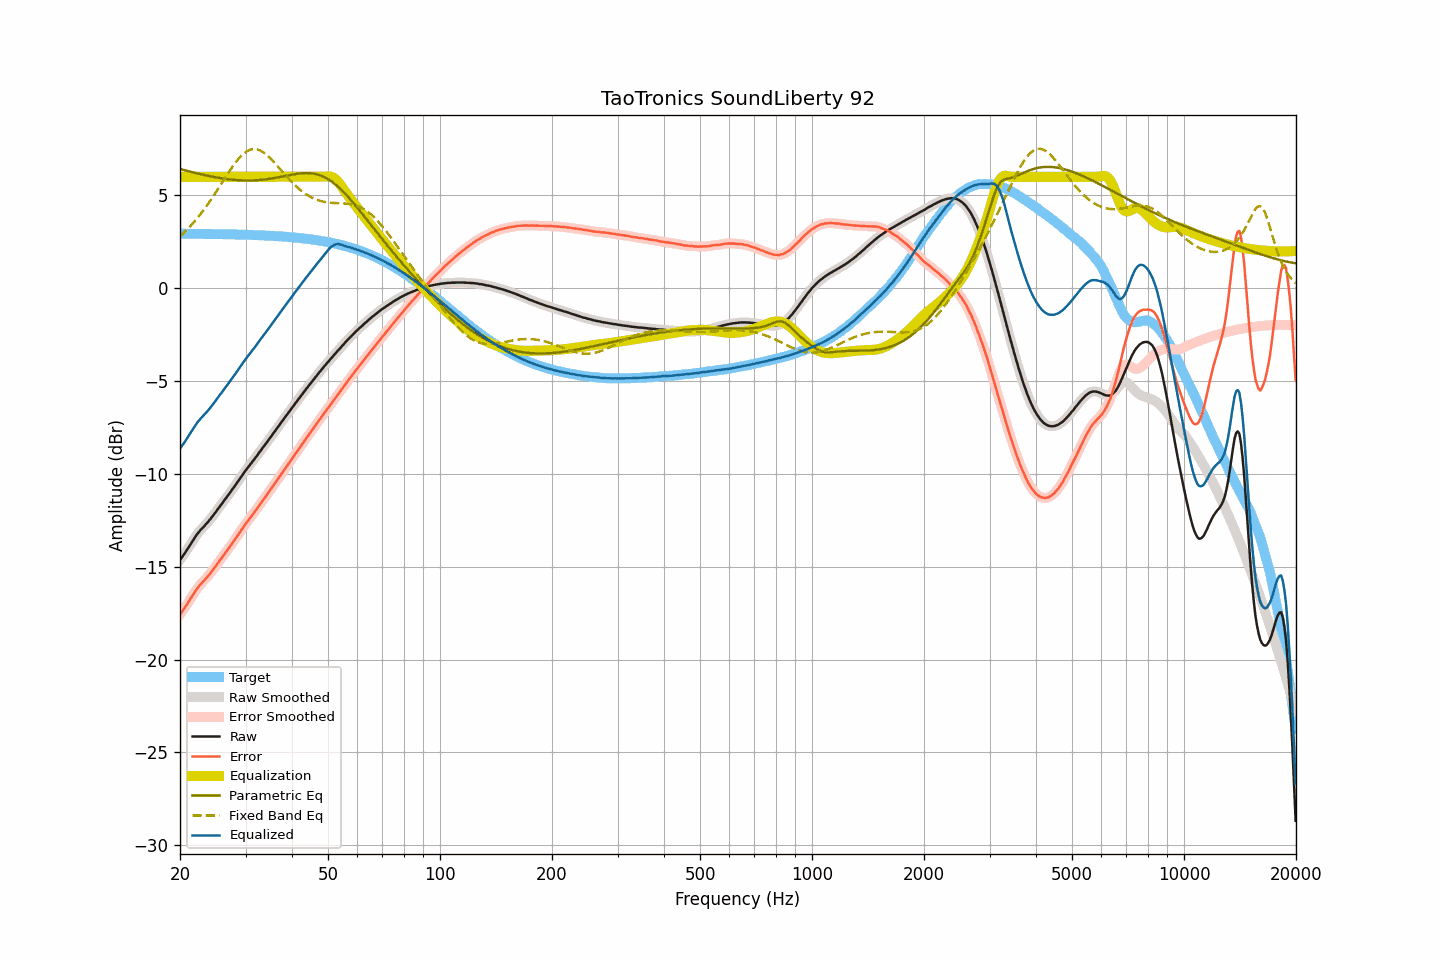 TaoTronics SoundLiberty 92
Amplitude (dBr)
5
0
−5
−10
−15
−20
−25
−30
Target
Raw Smoothed
Error Smoothed
Raw
Error
Equalization
Parametric Eq
Fixed Band Eq
Equalized
20 50 100 200 500 1000 2000 5000 10000 20000
Frequency (Hz)